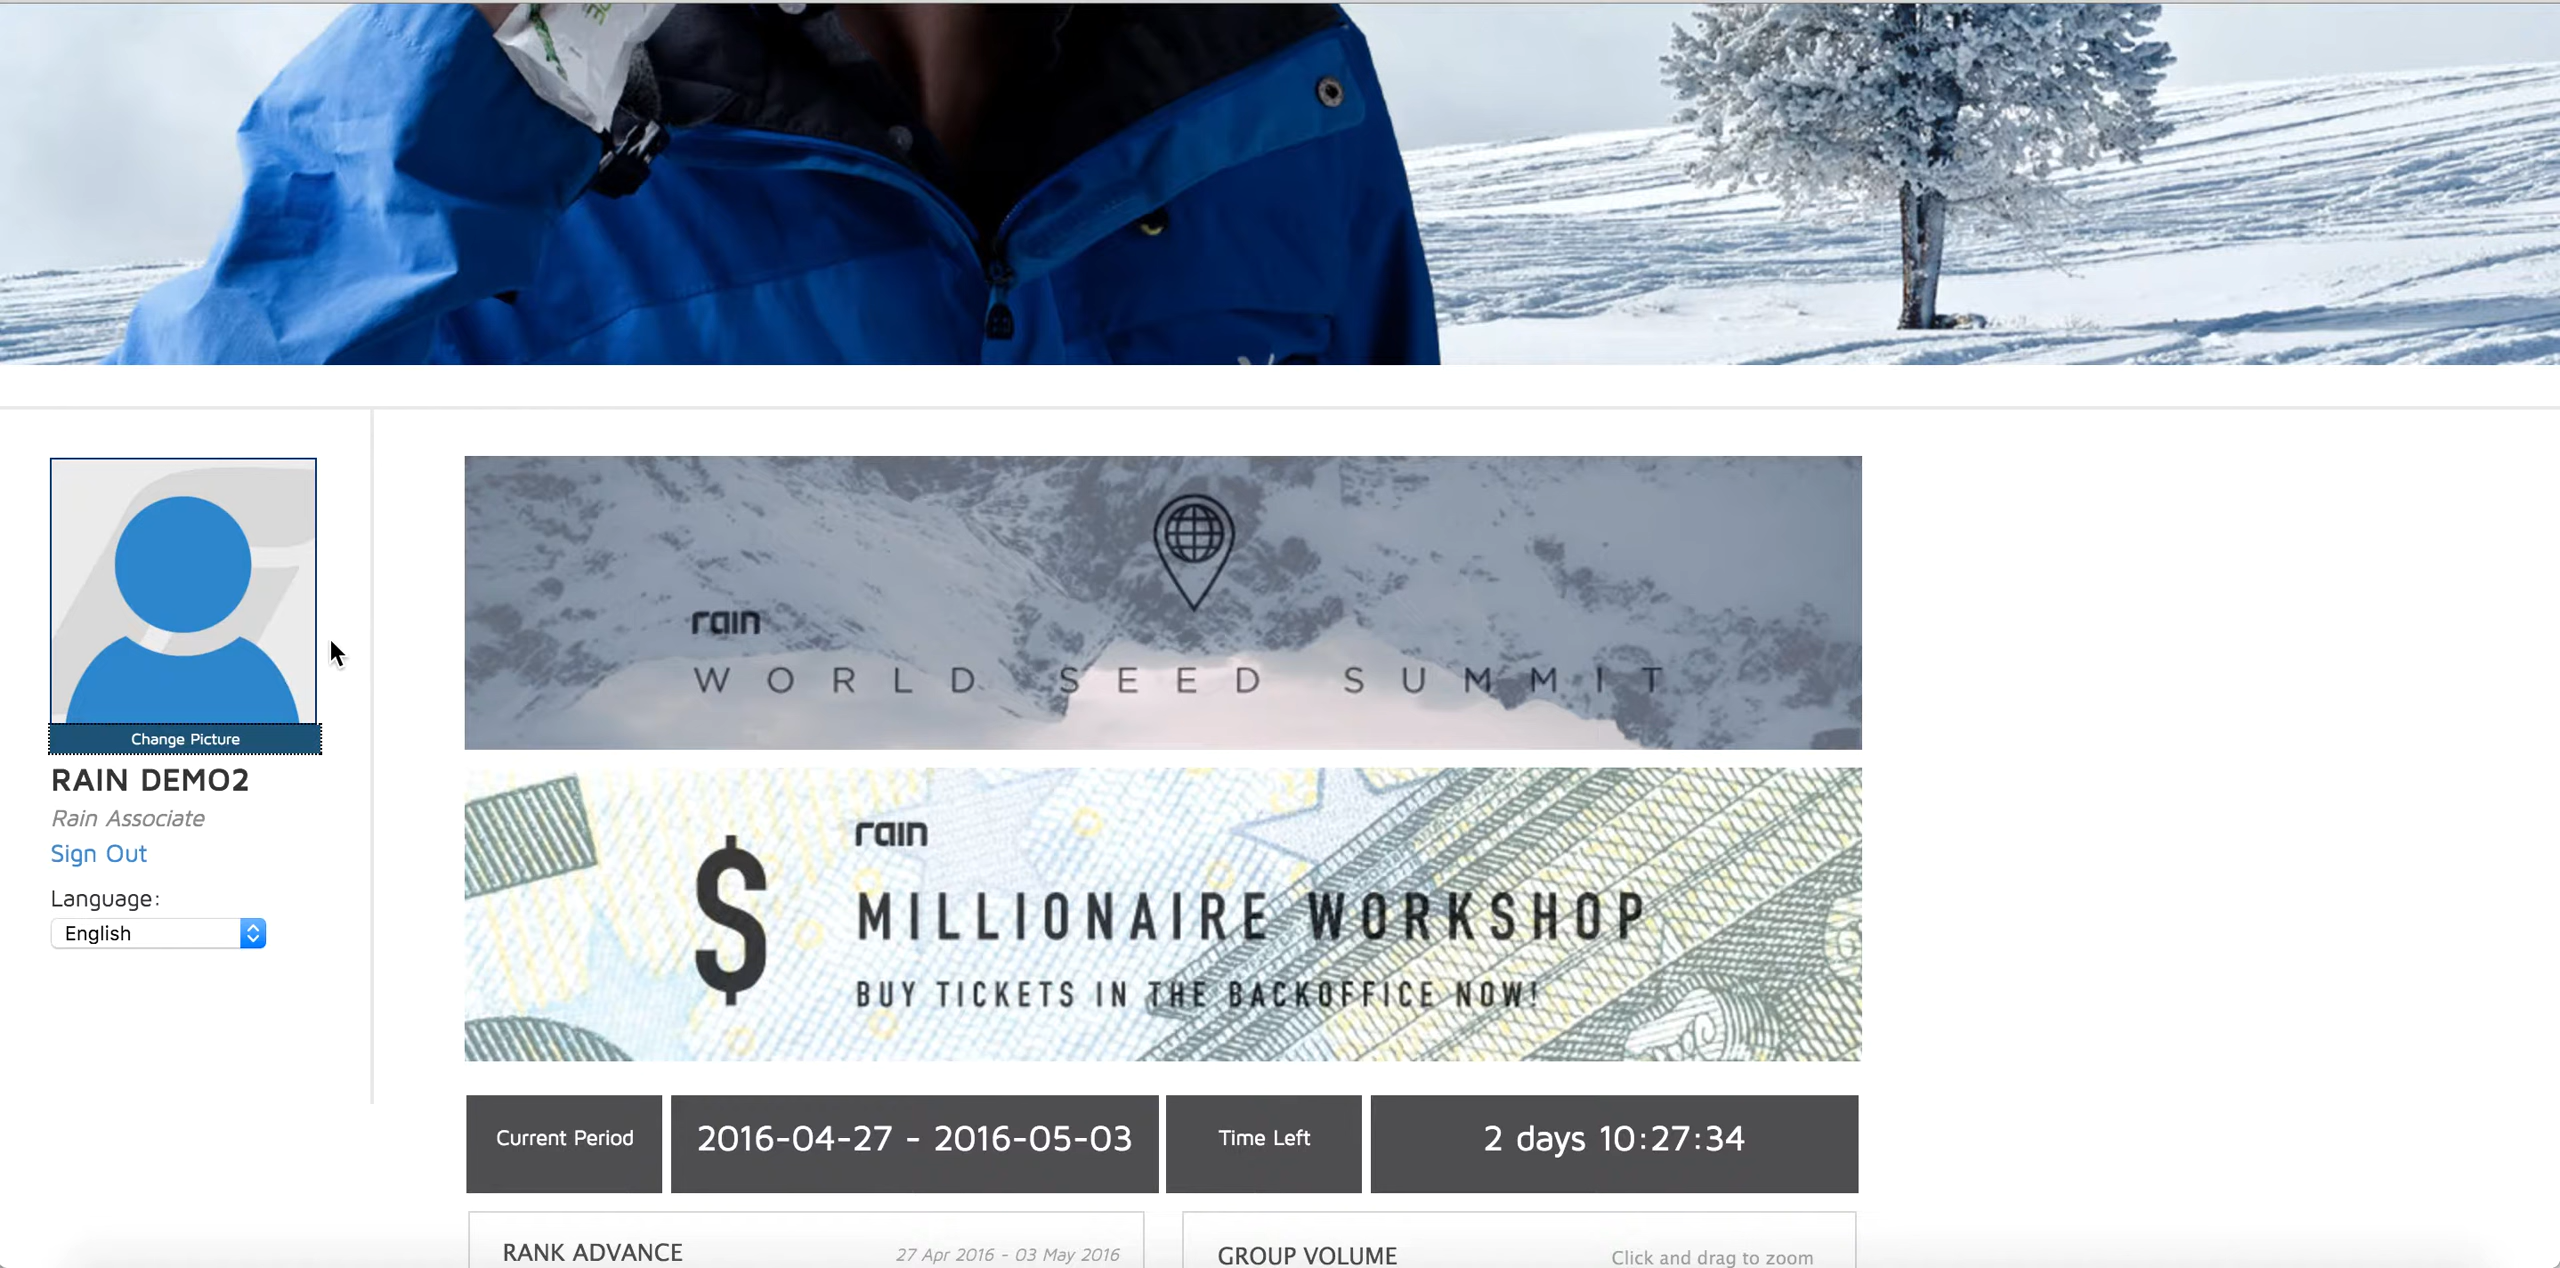 Change Picture
RAIN DEMO2
Rain Associate
Sign Out
Language:
English
rain
WORLD SEED SUMMIT
rain
$ MILLIONAIRE WORKSHOP
BUY TICKETS IN THE BACKOFFICE NOW!
Current Period
2016-04-27 - 2016-05-03
Time Left
2 days 10:27:34
RANK ADVANCE
27 Apr 2016 - 03 May 2016
GROUP VOLUME
Click and drag to zoom